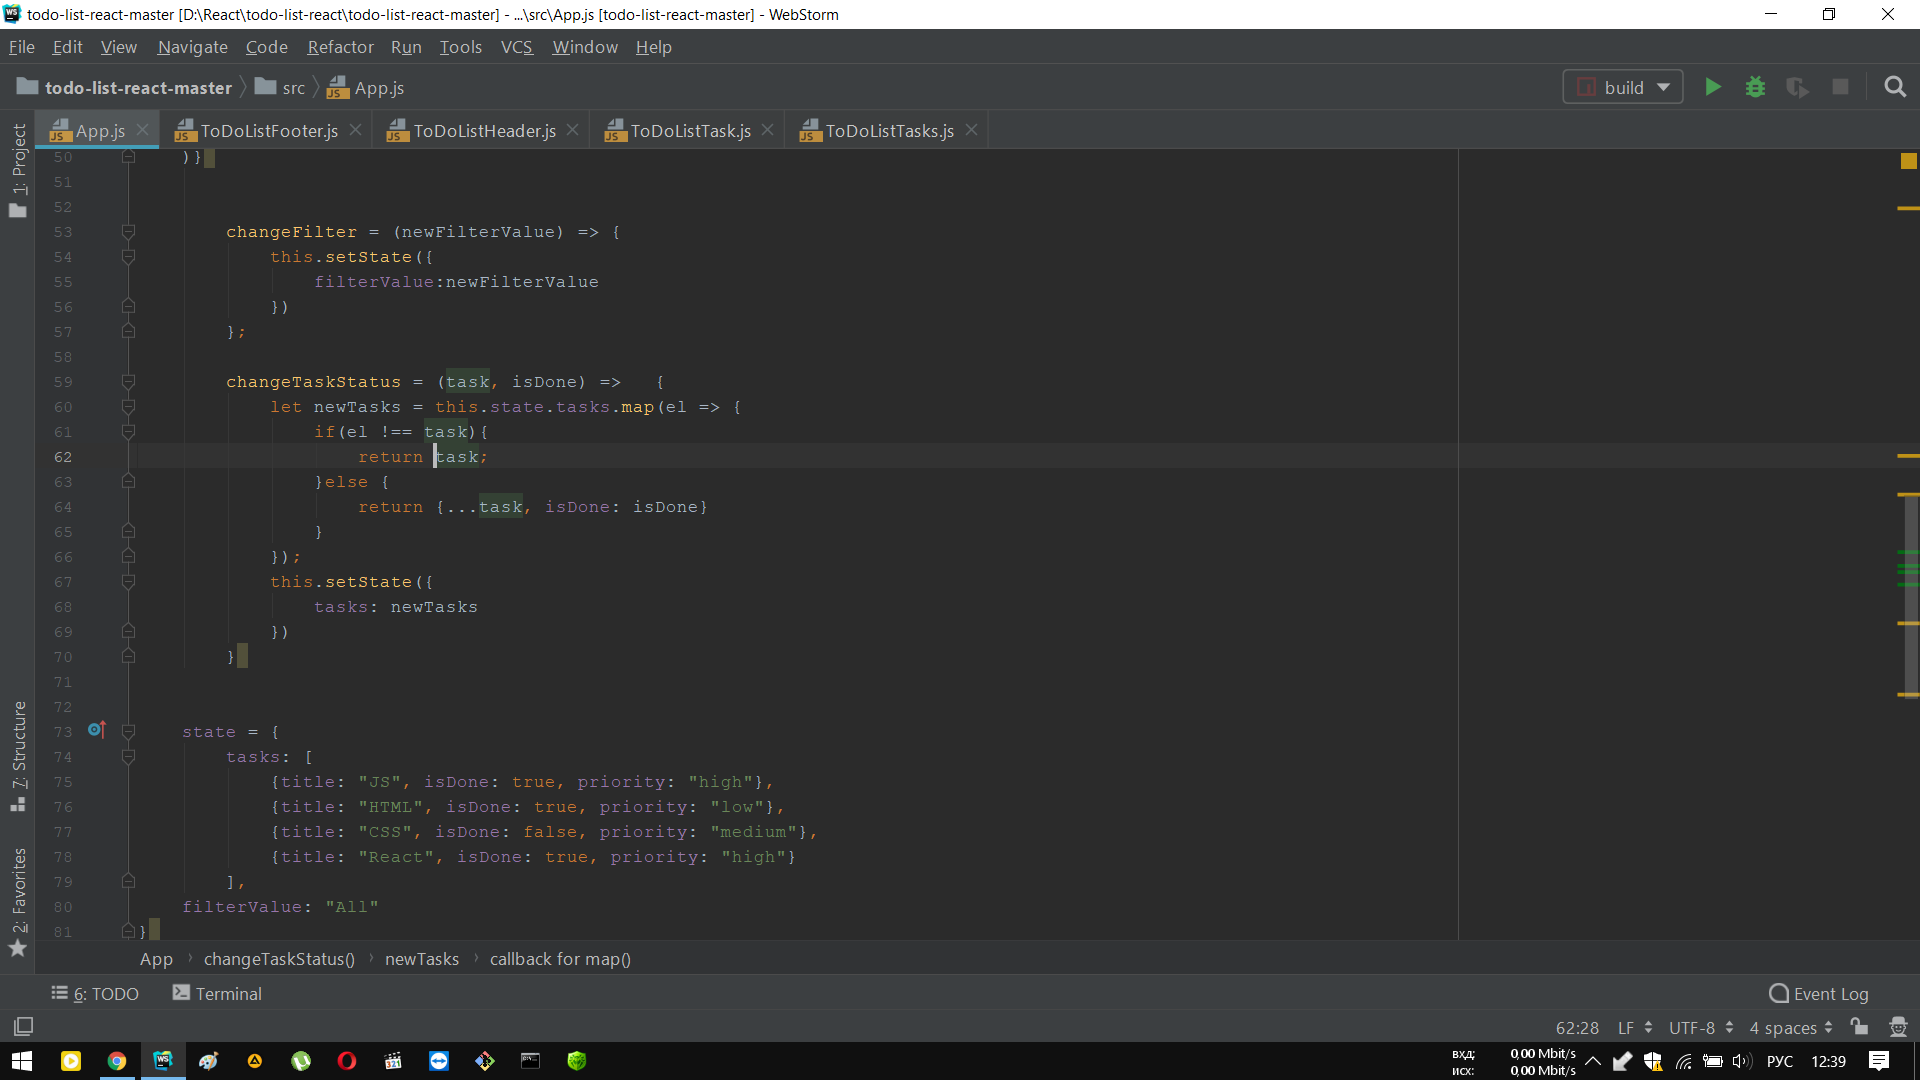 todo-list-react-master [D:\React\todo-list-react\todo-list-react-master] - ...\src\App.js [todo-list-react-master] - WebStorm
File Edit View Navigate Code Refactor Run Tools VCS Window Help
todo-list-react-master src App.js build
App.js ToDoListFooter.js ToDoListHeader.js ToDoListTask.js ToDoListTasks.js
1: Project
7: Structure
2: Favorites
50 )}
51
52
53 changeFilter = (newFilterValue) => {
54 this.setState({
55 filterValue:newFilterValue
56 })
57 };
58
59 changeTaskStatus = (task, isDone) => {
60 let newTasks = this.state.tasks.map(el => {
61 if(el !== task){
62 return task;
63 }else {
64 return {...task, isDone: isDone}
65 }
66 });
67 this.setState({
68 tasks: newTasks
69 })
70 }
71
72
73 state = {
74 tasks: [
75 {title: "JS", isDone: true, priority: "high"},
76 {title: "HTML", isDone: true, priority: "low"},
77 {title: "CSS", isDone: false, priority: "medium"},
78 {title: "React", isDone: true, priority: "high"}
79 ],
80 filterValue: "All"
81 }
App changeTaskStatus() newTasks callback for map()
6: TODO Terminal Event Log
62:28 LF UTF-8 4 spaces
вхд: 0,00 Mbit/s
исх: 0,00 Mbit/s
РУС 12:39